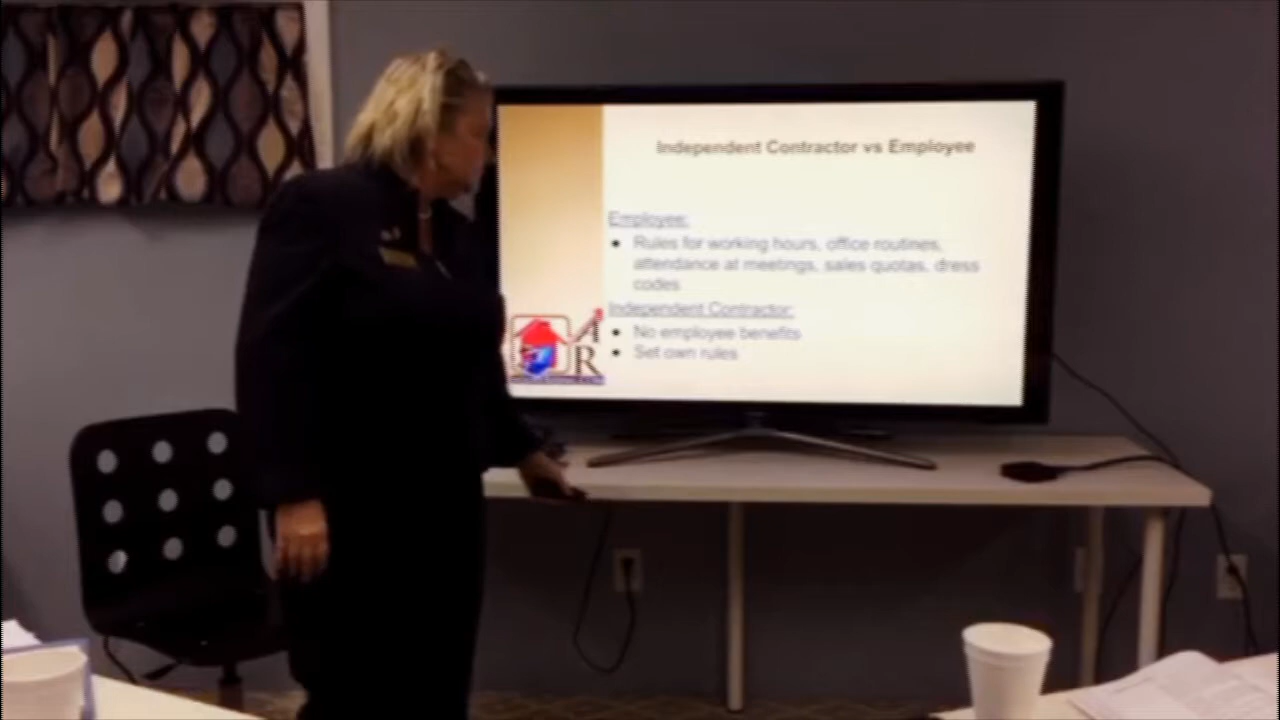 Independent Contractor vs Employee
Employee:
● Rules for working hours, office routines,
attendance at meetings, sales quotas, dress
codes
Independent Contractor:
● No employee benefits
● Set own rules
A
R